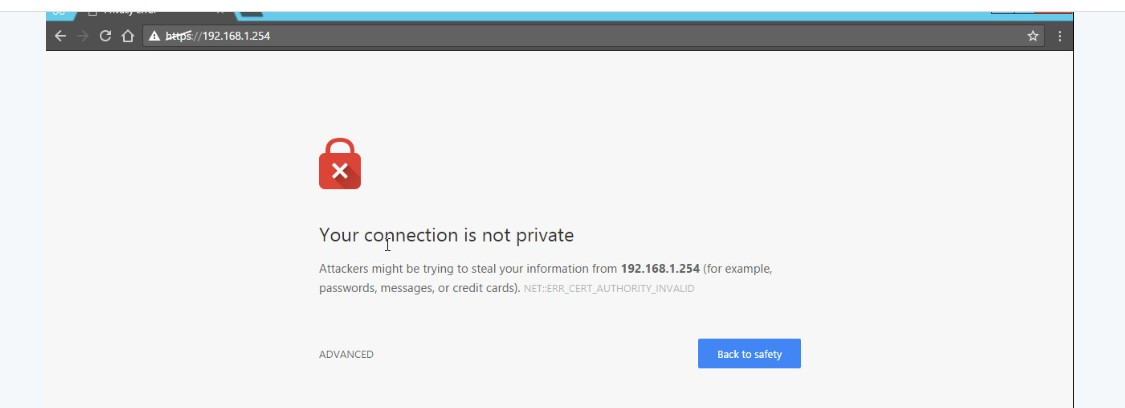 https://192.168.1.254
Your connection is not private
Attackers might be trying to steal your information from 192.168.1.254 (for example,
passwords, messages, or credit cards). NET::ERR_CERT_AUTHORITY_INVALID
ADVANCED
Back to safety